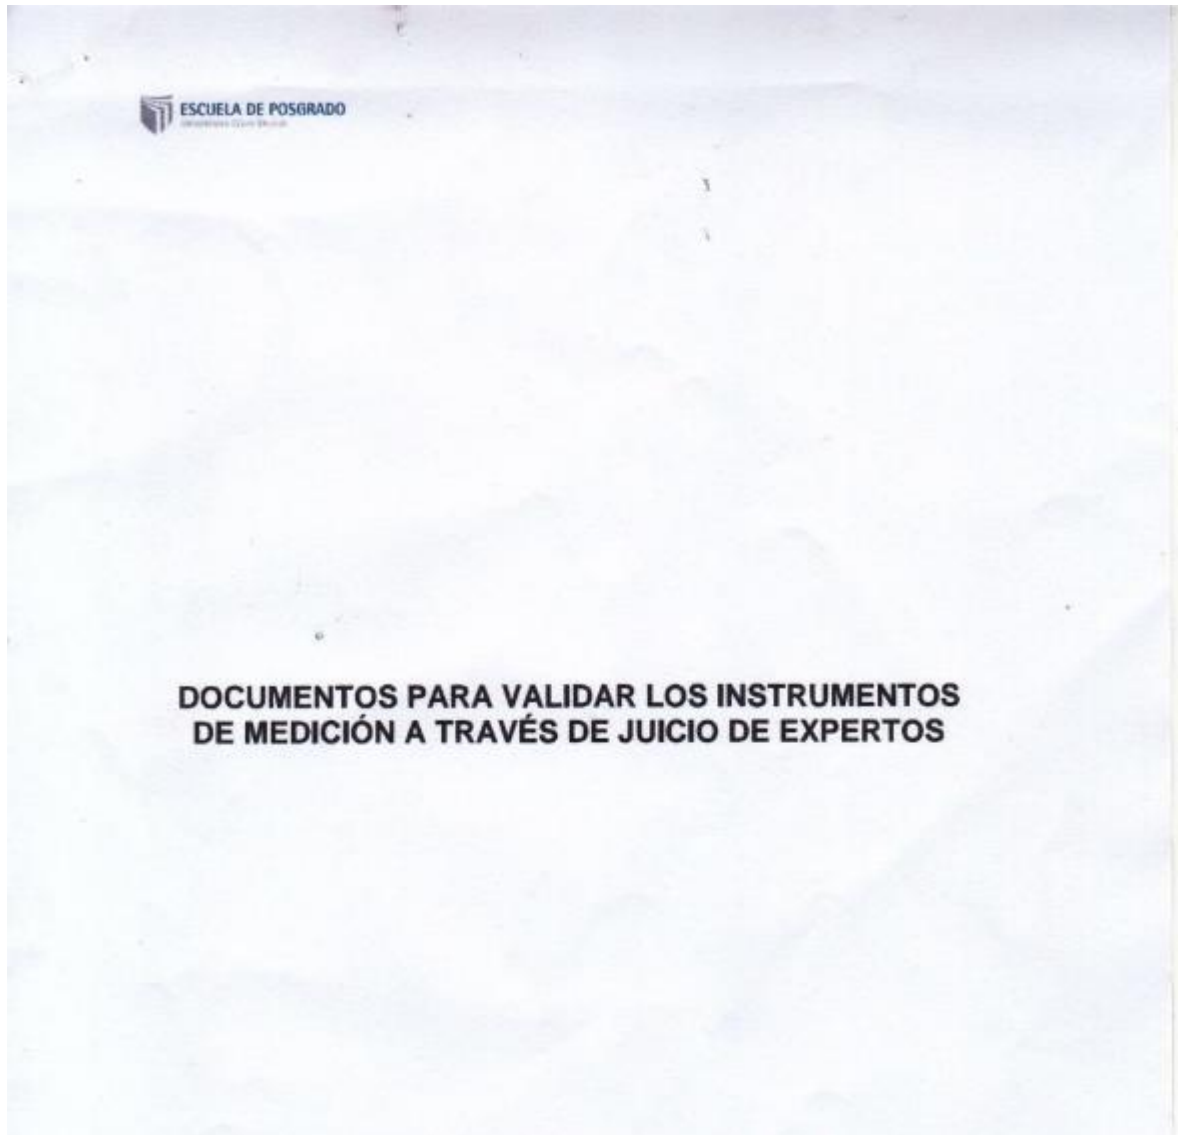 ESCUELA DE POSGRADO
DOCUMENTOS PARA VALIDAR LOS INSTRUMENTOS
DE MEDICIÓN A TRAVÉS DE JUICIO DE EXPERTOS